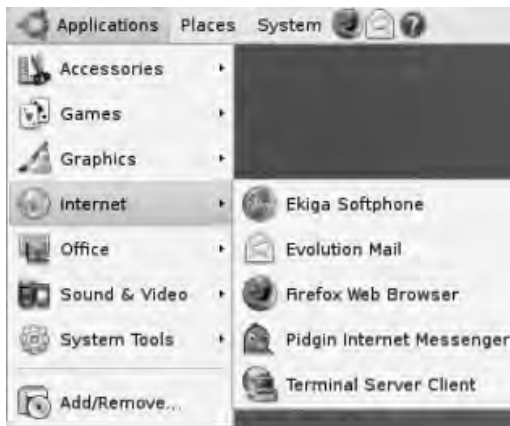 Applications Places System
Accessories
Games
Graphics
Internet
Office
Sound & Video
System Tools
Add/Remove...
Ekiga Softphone
Evolution Mail
Firefox Web Browser
Pidgin Internet Messenger
Terminal Server Client